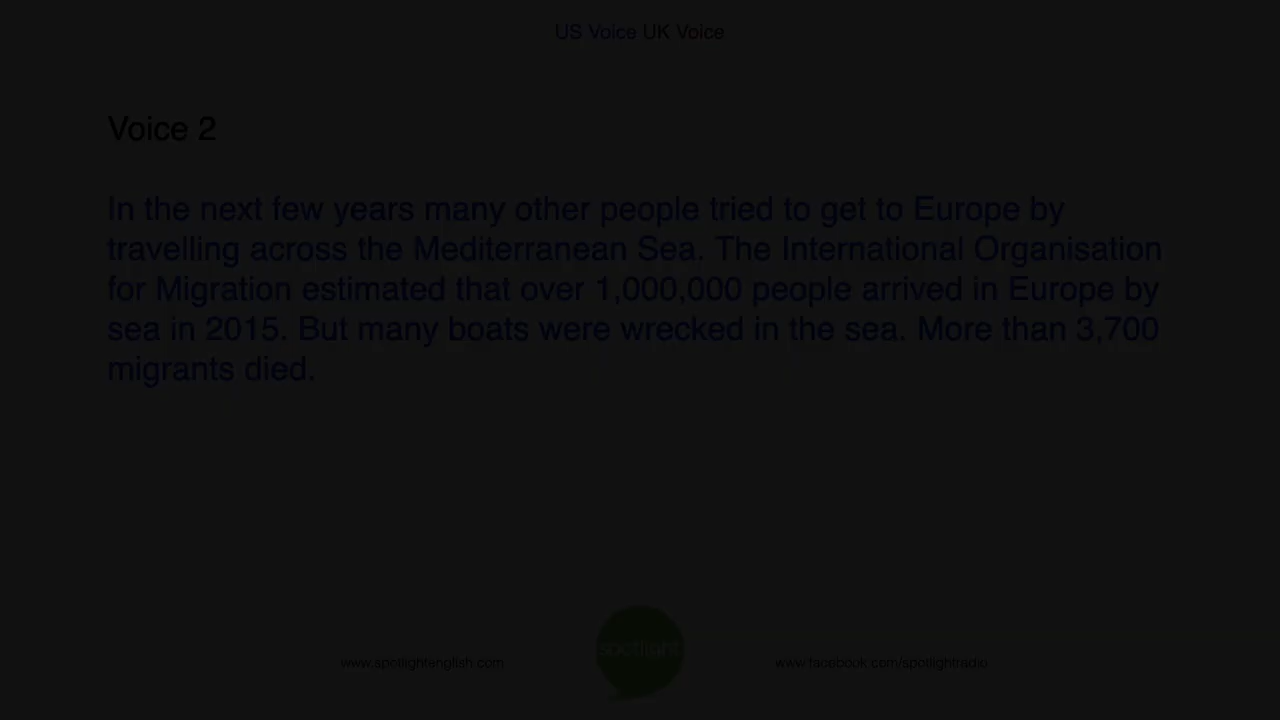 US Voice UK Voice
Voice 2
In the next few years many other people tried to get to Europe by
travelling across the Mediterranean Sea. The International Organisation
for Migration estimated that over 1,000,000 people arrived in Europe by
sea in 2015. But many boats were wrecked in the sea. More than 3,700
migrants died.
spotlight
www.spotlightenglish.com
www.facebook.com/spotlightradio